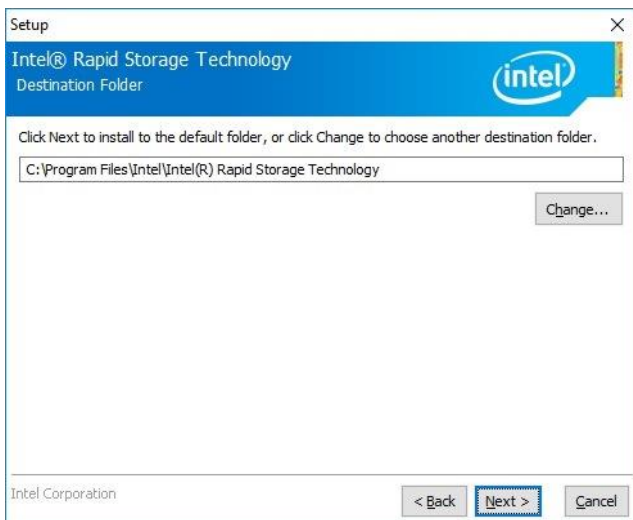 Setup
Intel® Rapid Storage Technology
Destination Folder
intel
Click Next to install to the default folder, or click Change to choose another destination folder.
C:\Program Files\Intel\Intel(R) Rapid Storage Technology
Change...
Intel Corporation
< Back Next > Cancel